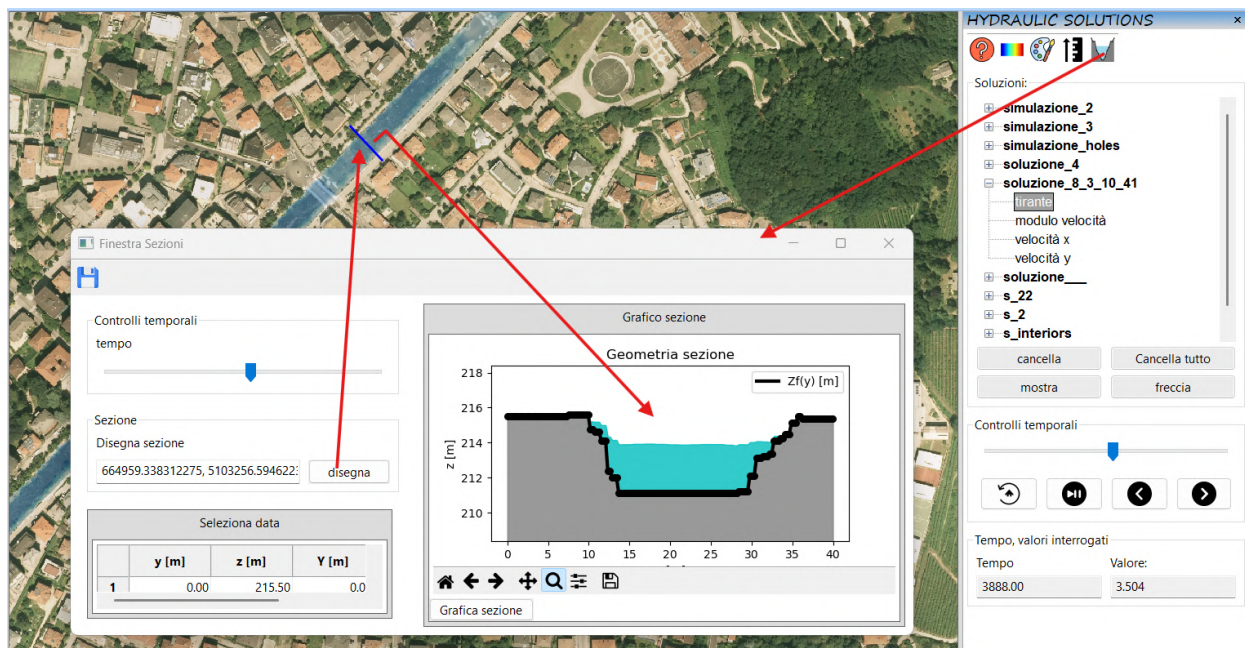 HYDRAULIC SOLUTIONS
Soluzioni:
simulazione_2
simulazione_3
simulazione_holes
soluzione_4
soluzione_8_3_10_41
tirante
modulo velocità
velocità x
velocità y
soluzione___
s_22
s_2
s_interiors
cancella
Cancella tutto
mostra
freccia
Controlli temporali
Tempo, valori interrogati
Tempo
Valore:
3888.00
3.504
Finestra Sezioni
Controlli temporali
tempo
Sezione
Disegna sezione
664959.338312275, 5103256.594622
disegna
Seleziona data
y [m]
z [m]
Y [m]
1
0.00
215.50
0.0
Grafico sezione
Geometria sezione
Zf(y) [m]
z [m]
218
216
214
212
210
0 5 10 15 20 25 30 35 40
Grafica sezione